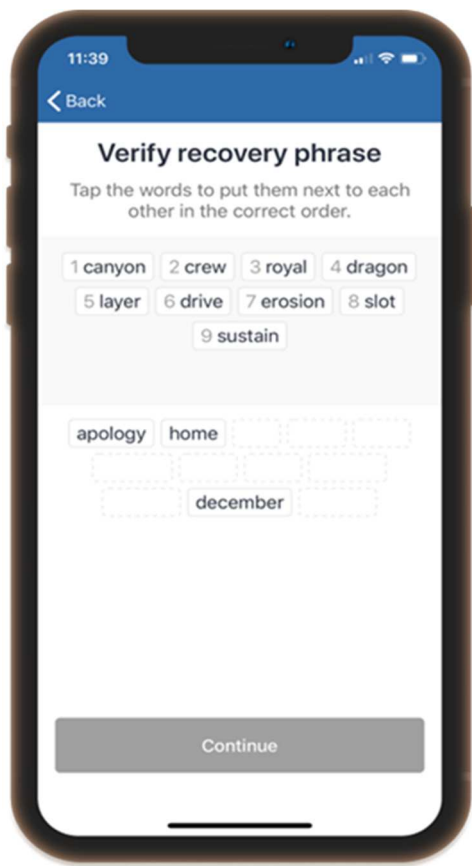 11:39
Back
Verify recovery phrase
Tap the words to put them next to each
other in the correct order.
1 canyon 2 crew 3 royal 4 dragon
5 layer 6 drive 7 erosion 8 slot
9 sustain
apology home
december
Continue